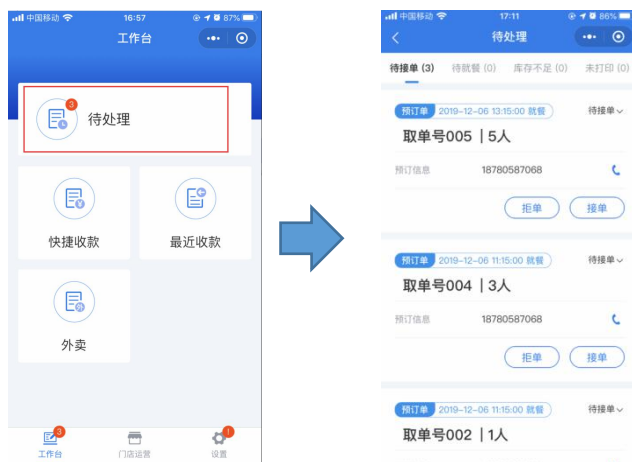 中国移动 16:57 87%
工作台
3
待处理
快捷收款 最近收款
外卖
3 !
工作台 门店运营 设置
中国移动 17:11 86%
待处理
待接单 (3) 待就餐 (0) 库存不足 (0) 未打印 (0)
预订单 2019-12-06 13:15:00 就餐 待接单
取单号005 | 5人
预订信息 18780587068
拒单 接单
预订单 2019-12-06 11:15:00 就餐 待接单
取单号004 | 3人
预订信息 18780587068
拒单 接单
预订单 2019-12-06 11:15:00 就餐 待接单
取单号002 | 1人